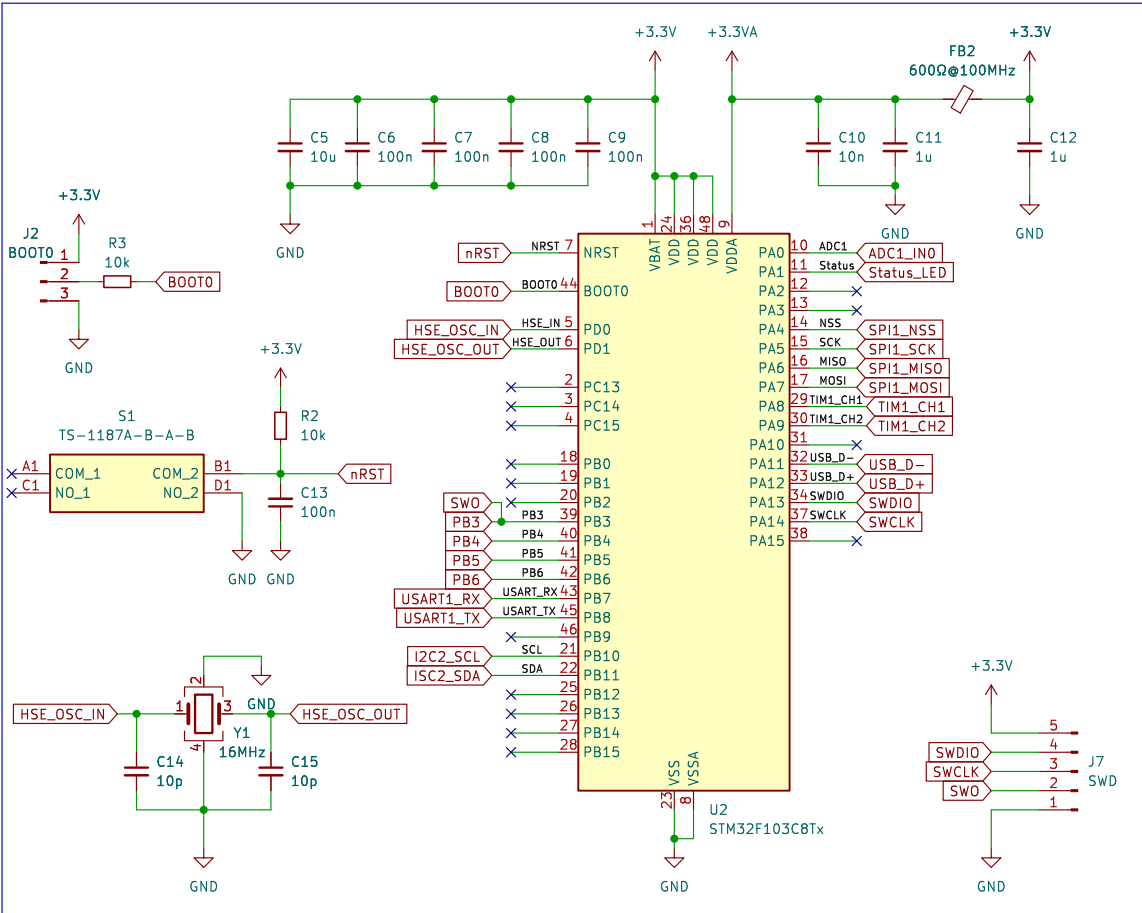 +3.3V
+3.3VA
+3.3V
FB2
600Ω@100MHz
C5
10u
C6
100n
C7
100n
C8
100n
C9
100n
C10
10n
C11
1u
C12
1u
GND
GND
GND
+3.3V
J2
BOOT0
1
2
3
R3
10k
BOOT0
GND
+3.3V
R2
10k
S1
TS-1187A-B-A-B
A1
C1
COM_1
NO_1
COM_2
NO_2
B1
D1
nRST
C13
100n
GND
GND
1
24
36
48
9
VBAT
VDD
VDD
VDD
VDDA
nRST NRST 7 NRST
BOOT0 BOOT0 44 BOOT0
HSE_OSC_IN HSE_IN 5 PD0
HSE_OSC_OUT HSE_OUT 6 PD1
2 PC13
3 PC14
4 PC15
18 PB0
19 PB1
20 PB2
SWO
PB3 PB3 39 PB3
PB4 PB4 40 PB4
PB5 PB5 41 PB5
PB6 PB6 42 PB6
USART1_RX USART_RX 43 PB7
USART1_TX USART_TX 45 PB8
46 PB9
I2C2_SCL SCL 21 PB10
ISC2_SDA SDA 22 PB11
25 PB12
26 PB13
27 PB14
28 PB15
PA0 10 ADC1 ADC1_IN0
PA1 11 Status Status_LED
PA2 12
PA3 13
PA4 14 NSS SPI1_NSS
PA5 15 SCK SPI1_SCK
PA6 16 MISO SPI1_MISO
PA7 17 MOSI SPI1_MOSI
PA8 29 TIM1_CH1 TIM1_CH1
PA9 30 TIM1_CH2 TIM1_CH2
PA10 31
PA11 32 USB_D- USB_D-
PA12 33 USB_D+ USB_D+
PA13 34 SWDIO SWDIO
PA14 37 SWCLK SWCLK
PA15 38
VSS
VSSA
23
8
U2
STM32F103C8Tx
GND
HSE_OSC_IN
1
2
3
4
GND
HSE_OSC_OUT
Y1
16MHz
C14
10p
C15
10p
GND
+3.3V
5
SWDIO 4
SWCLK 3
SWO 2
1
J7
SWD
GND